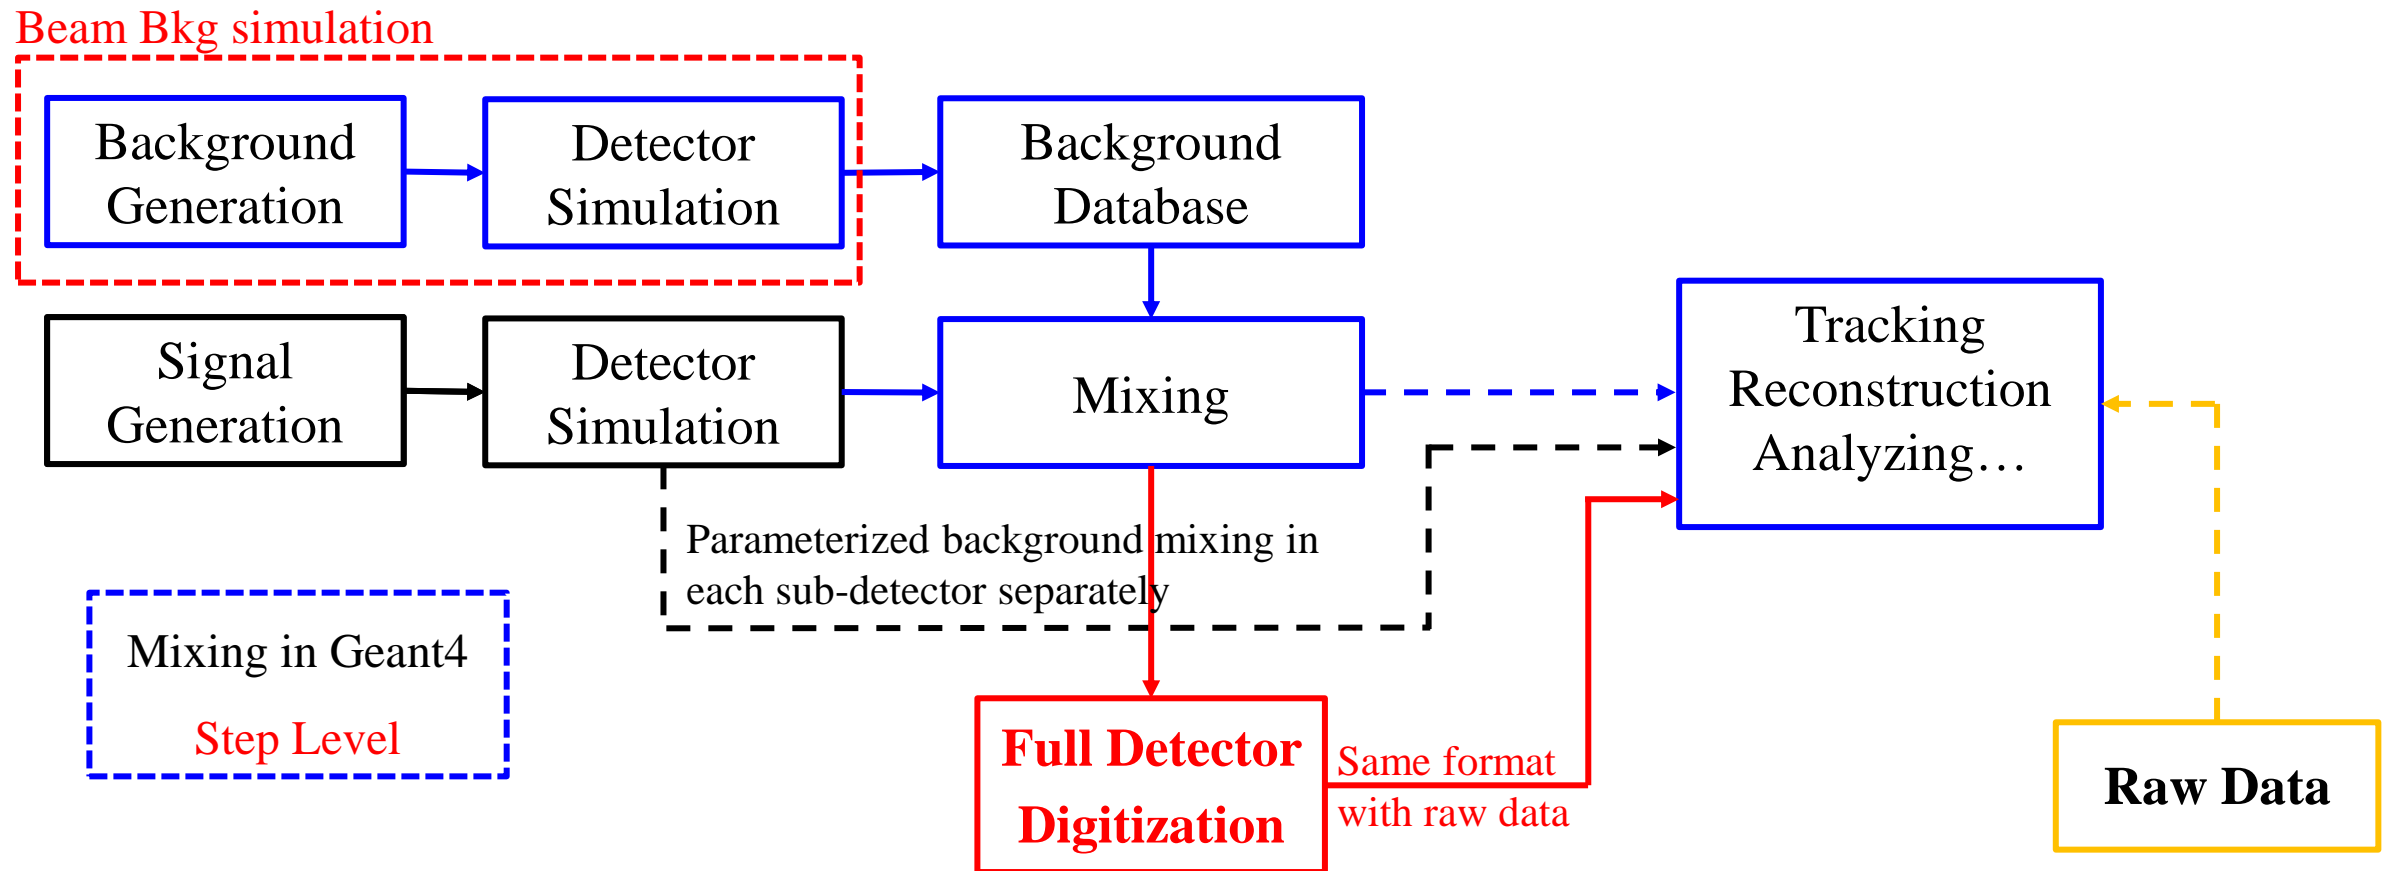 Beam Bkg simulation
Background
Generation
Detector
Simulation
Background
Database
Signal
Generation
Detector
Simulation
Mixing
Tracking
Reconstruction
Analyzing…
Parameterized background mixing in
each sub-detector separately
Mixing in Geant4
Step Level
Full Detector
Digitization
Same format
with raw data
Raw Data